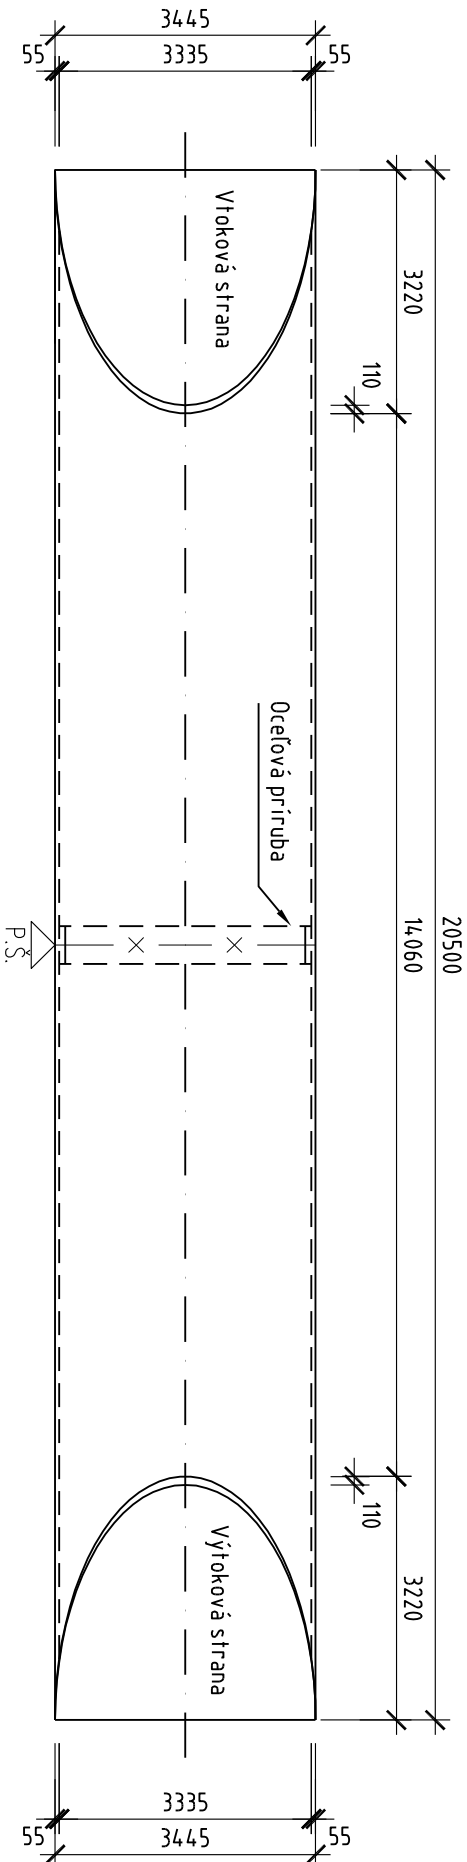 3445
55 3335 55
Vtoková strana
3220
110
20500
14060
Oceľová príruba
P.Š.
110
3220
Výtoková strana
3335
55 3445 55